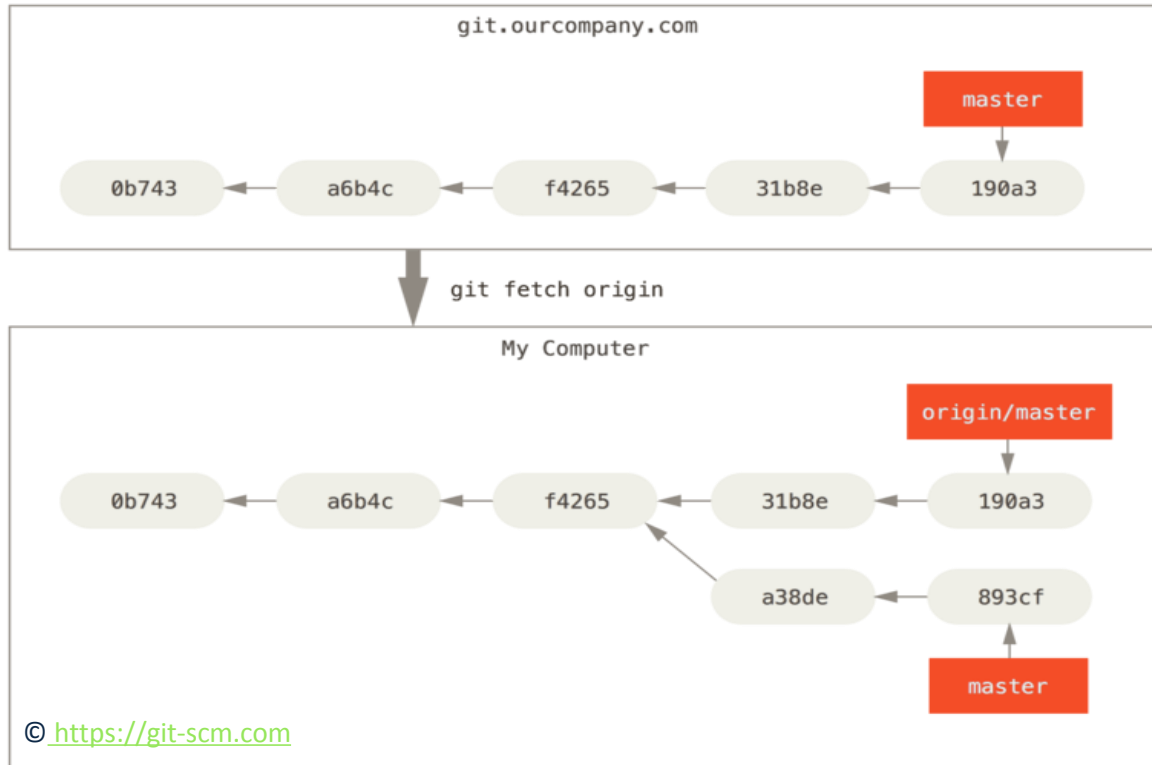 git.ourcompany.com
master
0b743 a6b4c f4265 31b8e 190a3
git fetch origin
My Computer
origin/master
0b743 a6b4c f4265 31b8e 190a3
a38de 893cf
master
© https://git-scm.com